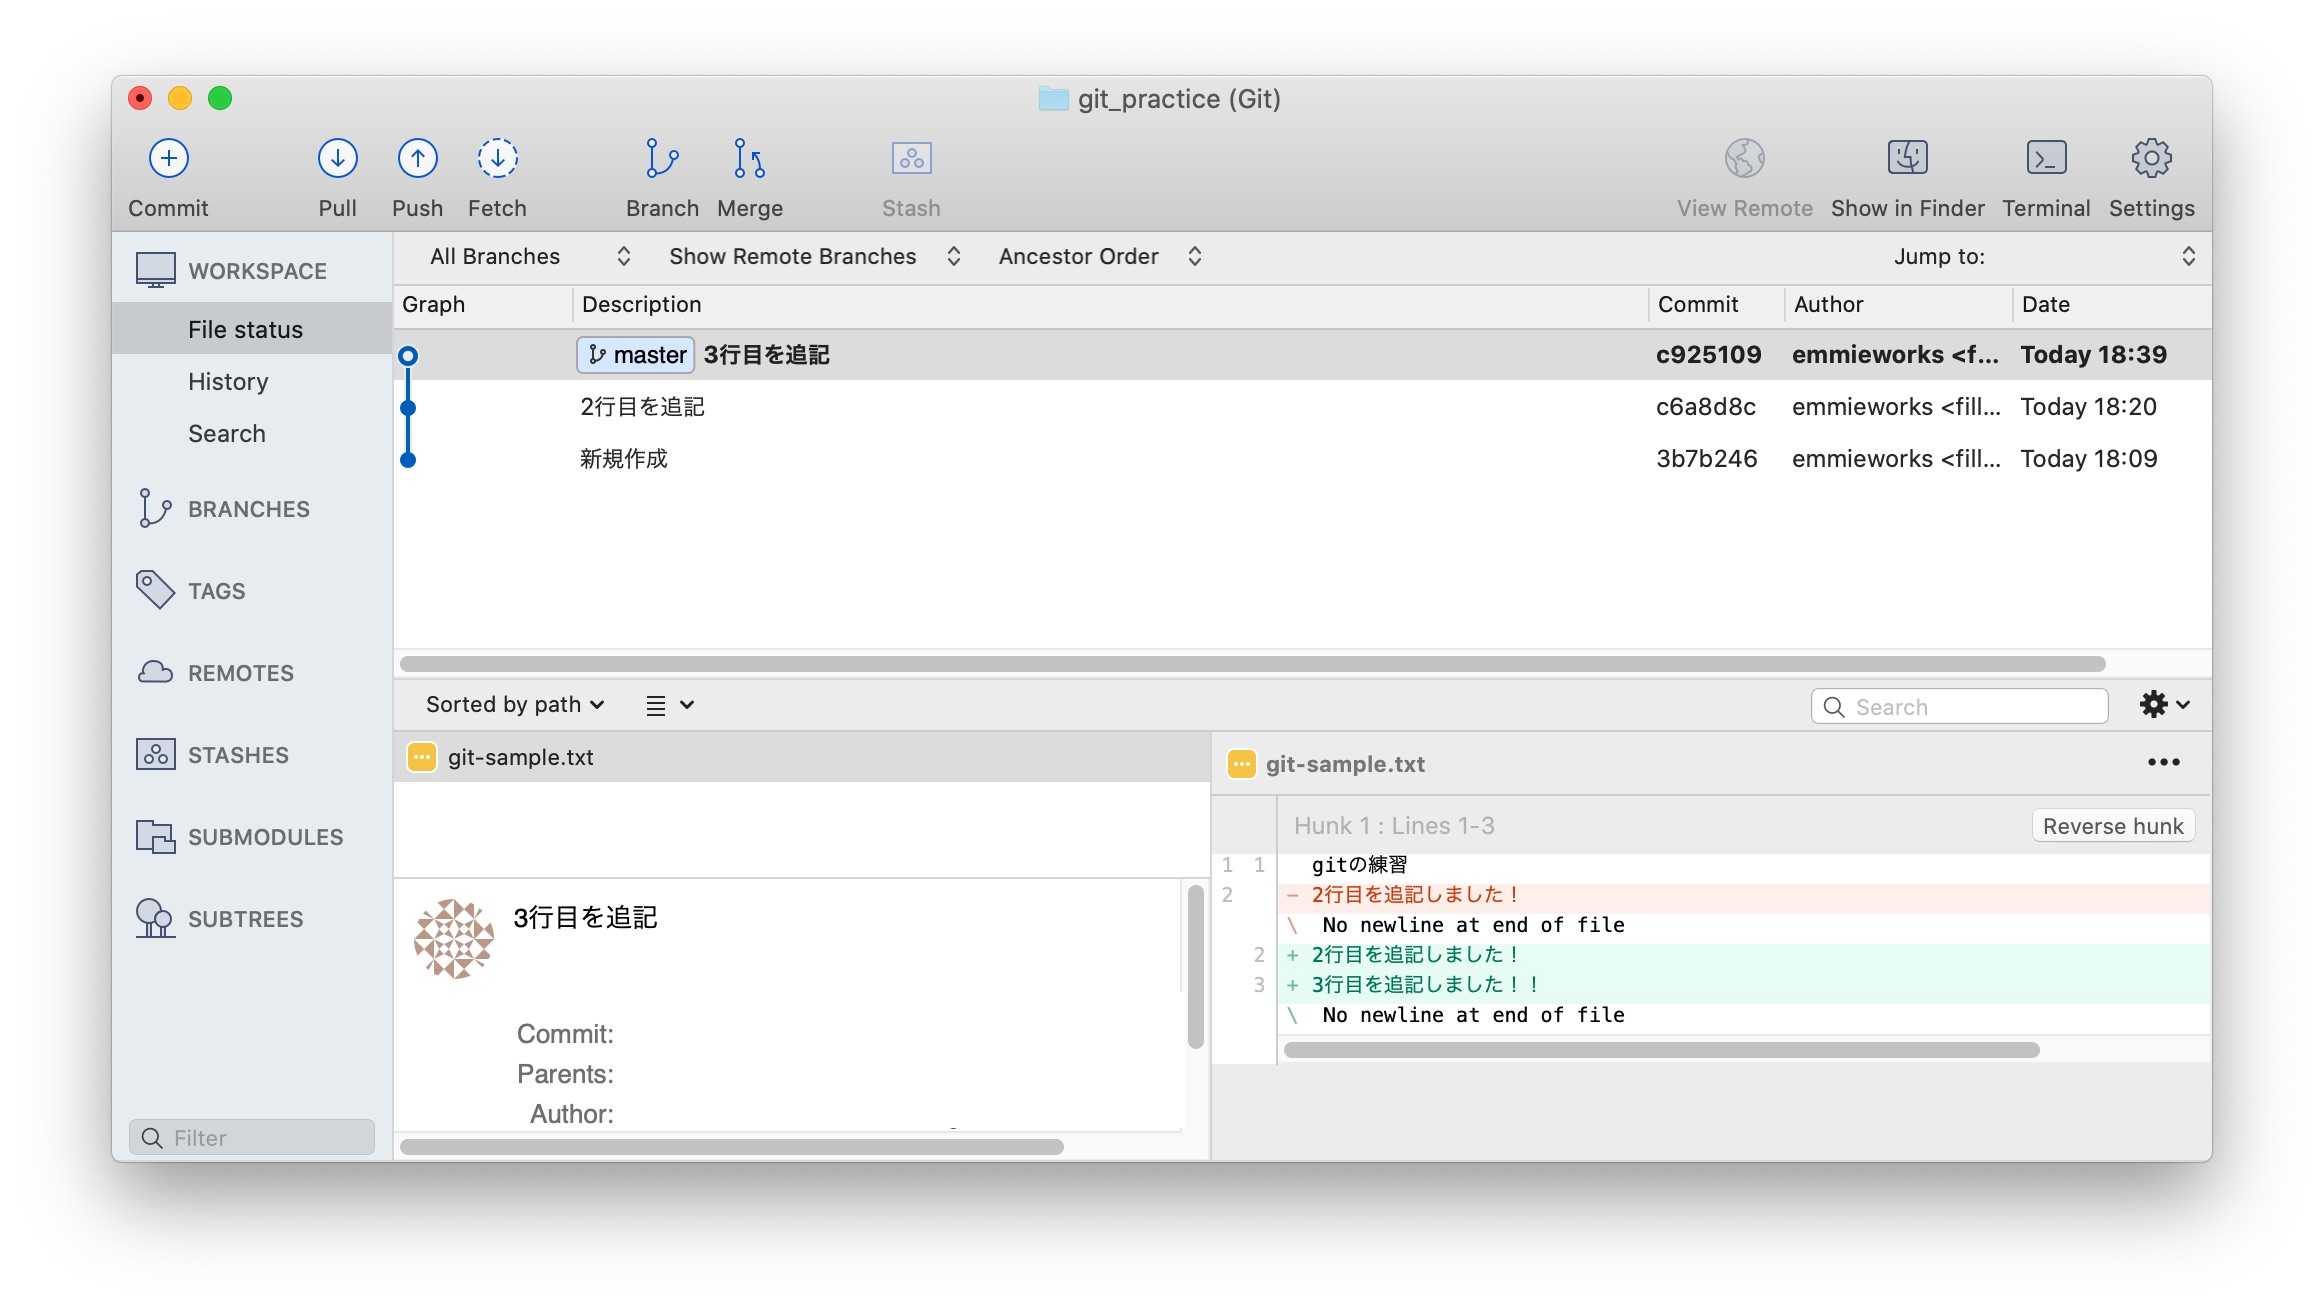 git_practice (Git)
Commit Pull Push Fetch Branch Merge Stash View Remote Show in Finder Terminal Settings
WORKSPACE
File status
History
Search
BRANCHES
TAGS
REMOTES
STASHES
SUBMODULES
SUBTREES
Filter
All Branches Show Remote Branches Ancestor Order Jump to:
Graph Description Commit Author Date
master 3行目を追記 c925109 emmieworks <f... Today 18:39
2行目を追記 c6a8d8c emmieworks <fill... Today 18:20
新規作成 3b7b246 emmieworks <fill... Today 18:09
Sorted by path Search
git-sample.txt
3行目を追記
Commit:
Parents:
Author:
git-sample.txt
Hunk 1 : Lines 1-3 Reverse hunk
1 1 gitの練習
2 - 2行目を追記しました！
\ No newline at end of file
2 + 2行目を追記しました！
3 + 3行目を追記しました！！
\ No newline at end of file